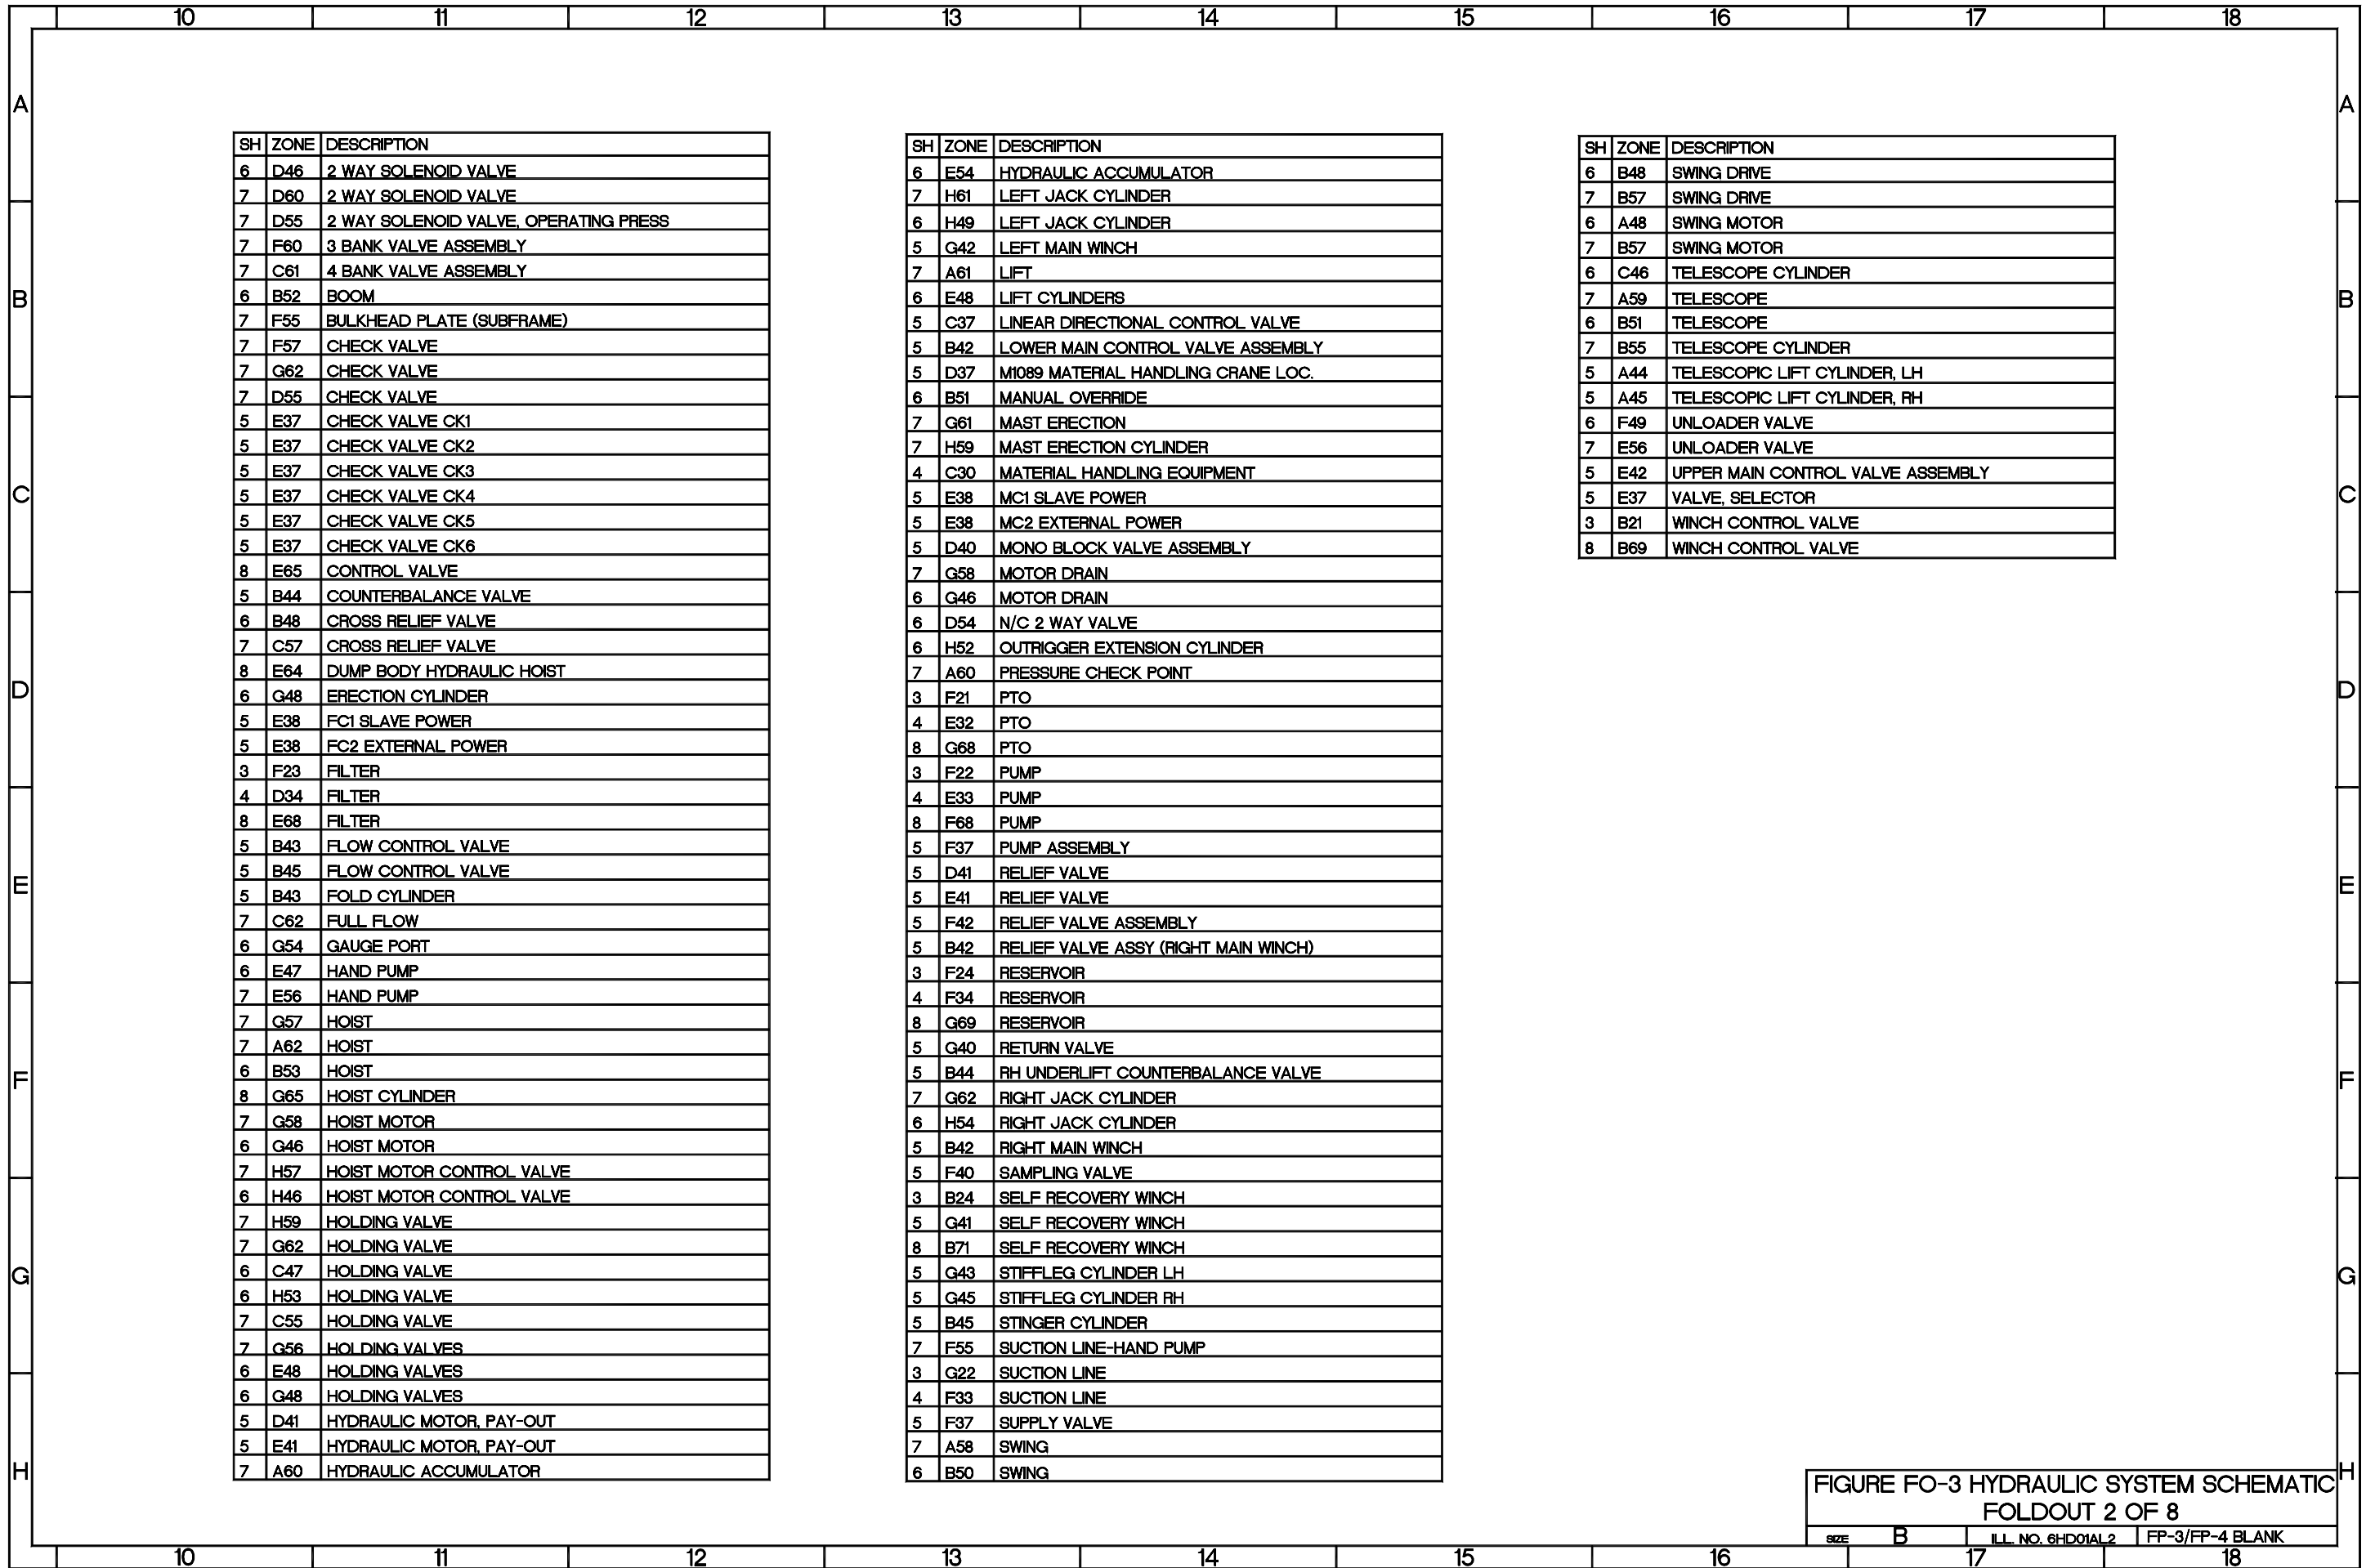 10 11 12 13 14 15 16 17 18
A A
B B
C C
D D
E E
F F
G G
H H
SH ZONE DESCRIPTION
6 D46 2 WAY SOLENOID VALVE
7 D60 2 WAY SOLENOID VALVE
7 D55 2 WAY SOLENOID VALVE, OPERATING PRESS
7 F60 3 BANK VALVE ASSEMBLY
7 C61 4 BANK VALVE ASSEMBLY
6 B52 BOOM
7 F55 BULKHEAD PLATE (SUBFRAME)
7 F57 CHECK VALVE
7 G62 CHECK VALVE
7 D55 CHECK VALVE
5 E37 CHECK VALVE CK1
5 E37 CHECK VALVE CK2
5 E37 CHECK VALVE CK3
5 E37 CHECK VALVE CK4
5 E37 CHECK VALVE CK5
5 E37 CHECK VALVE CK6
8 E65 CONTROL VALVE
5 B44 COUNTERBALANCE VALVE
6 B48 CROSS RELIEF VALVE
7 C57 CROSS RELIEF VALVE
8 E64 DUMP BODY HYDRAULIC HOIST
6 G48 ERECTION CYLINDER
5 E38 FC1 SLAVE POWER
5 E38 FC2 EXTERNAL POWER
3 F23 FILTER
4 D34 FILTER
8 E68 FILTER
5 B43 FLOW CONTROL VALVE
5 B45 FLOW CONTROL VALVE
5 B43 FOLD CYLINDER
7 C62 FULL FLOW
6 G54 GAUGE PORT
6 E47 HAND PUMP
7 E56 HAND PUMP
7 G57 HOIST
7 A62 HOIST
6 B53 HOIST
8 G65 HOIST CYLINDER
7 G58 HOIST MOTOR
6 G46 HOIST MOTOR
7 H57 HOIST MOTOR CONTROL VALVE
6 H46 HOIST MOTOR CONTROL VALVE
7 H59 HOLDING VALVE
7 G62 HOLDING VALVE
6 C47 HOLDING VALVE
6 H53 HOLDING VALVE
7 C55 HOLDING VALVE
7 G56 HOLDING VALVES
6 E48 HOLDING VALVES
6 G48 HOLDING VALVES
5 D41 HYDRAULIC MOTOR, PAY-OUT
5 E41 HYDRAULIC MOTOR, PAY-OUT
7 A60 HYDRAULIC ACCUMULATOR
SH ZONE DESCRIPTION
6 E54 HYDRAULIC ACCUMULATOR
7 H61 LEFT JACK CYLINDER
6 H49 LEFT JACK CYLINDER
5 G42 LEFT MAIN WINCH
7 A61 LIFT
6 E48 LIFT CYLINDERS
5 C37 LINEAR DIRECTIONAL CONTROL VALVE
5 B42 LOWER MAIN CONTROL VALVE ASSEMBLY
5 D37 M1089 MATERIAL HANDLING CRANE LOC.
6 B51 MANUAL OVERRIDE
7 G61 MAST ERECTION
7 H59 MAST ERECTION CYLINDER
4 C30 MATERIAL HANDLING EQUIPMENT
5 E38 MC1 SLAVE POWER
5 E38 MC2 EXTERNAL POWER
5 D40 MONO BLOCK VALVE ASSEMBLY
7 G58 MOTOR DRAIN
6 G46 MOTOR DRAIN
6 D54 N/C 2 WAY VALVE
6 H52 OUTRIGGER EXTENSION CYLINDER
7 A60 PRESSURE CHECK POINT
3 F21 PTO
4 E32 PTO
8 G68 PTO
3 F22 PUMP
4 E33 PUMP
8 F68 PUMP
5 F37 PUMP ASSEMBLY
5 D41 RELIEF VALVE
5 E41 RELIEF VALVE
5 F42 RELIEF VALVE ASSEMBLY
5 B42 RELIEF VALVE ASSY (RIGHT MAIN WINCH)
3 F24 RESERVOIR
4 F34 RESERVOIR
8 G69 RESERVOIR
5 G40 RETURN VALVE
5 B44 RH UNDERLIFT COUNTERBALANCE VALVE
7 G62 RIGHT JACK CYLINDER
6 H54 RIGHT JACK CYLINDER
5 B42 RIGHT MAIN WINCH
5 F40 SAMPLING VALVE
3 B24 SELF RECOVERY WINCH
5 G41 SELF RECOVERY WINCH
8 B71 SELF RECOVERY WINCH
5 G43 STIFFLEG CYLINDER LH
5 G45 STIFFLEG CYLINDER RH
5 B45 STINGER CYLINDER
7 F55 SUCTION LINE-HAND PUMP
3 G22 SUCTION LINE
4 F33 SUCTION LINE
5 F37 SUPPLY VALVE
7 A58 SWING
6 B50 SWING
SH ZONE DESCRIPTION
6 B48 SWING DRIVE
7 B57 SWING DRIVE
6 A48 SWING MOTOR
7 B57 SWING MOTOR
6 C46 TELESCOPE CYLINDER
7 A59 TELESCOPE
6 B51 TELESCOPE
7 B55 TELESCOPE CYLINDER
5 A44 TELESCOPIC LIFT CYLINDER, LH
5 A45 TELESCOPIC LIFT CYLINDER, RH
6 F49 UNLOADER VALVE
7 E56 UNLOADER VALVE
5 E42 UPPER MAIN CONTROL VALVE ASSEMBLY
5 E37 VALVE, SELECTOR
3 B21 WINCH CONTROL VALVE
8 B69 WINCH CONTROL VALVE
FIGURE FO-3 HYDRAULIC SYSTEM SCHEMATIC
FOLDOUT 2 OF 8
SIZE B ILL. NO. 6HD01AL2 FP-3/FP-4 BLANK
10 11 12 13 14 15 16 17 18